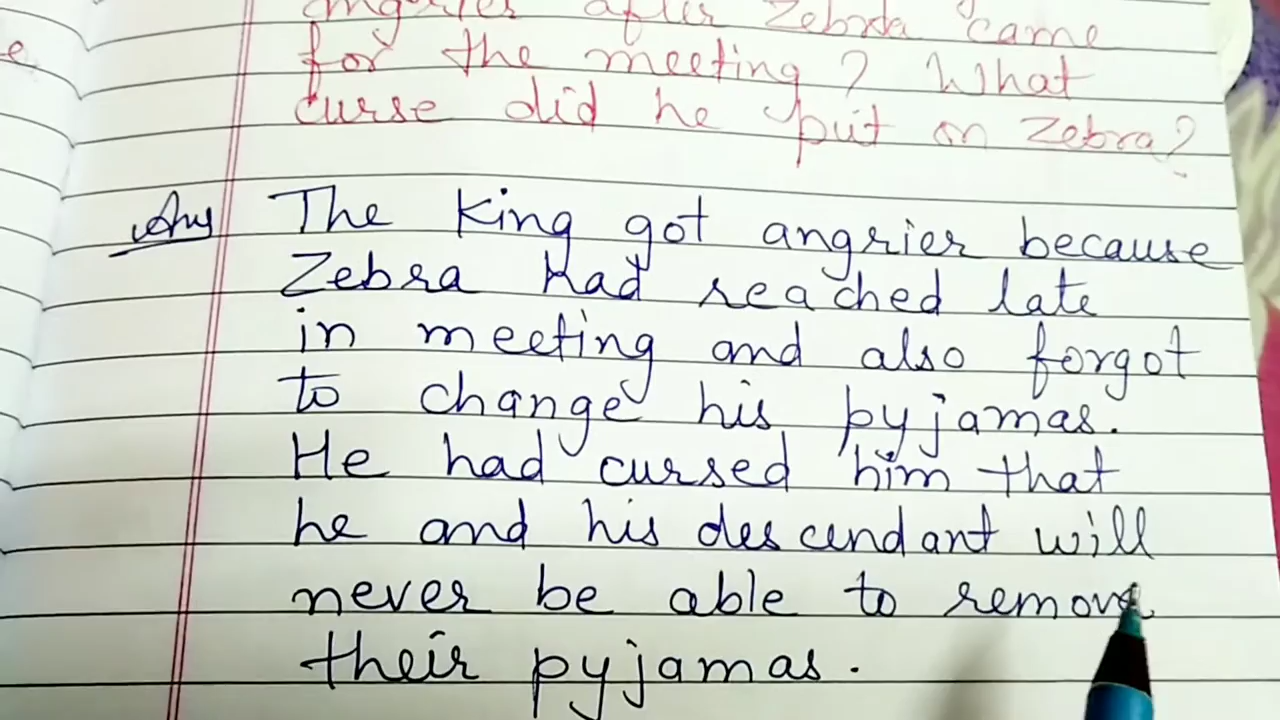 angrier after Zebra came
for the meeting ? What
curse did he put on Zebra?
Ans The King got angrier because
Zebra had reached late
in meeting and also forgot
to change his pyjamas.
He had cursed him that
he and his descendant will
never be able to remove
their pyjamas.